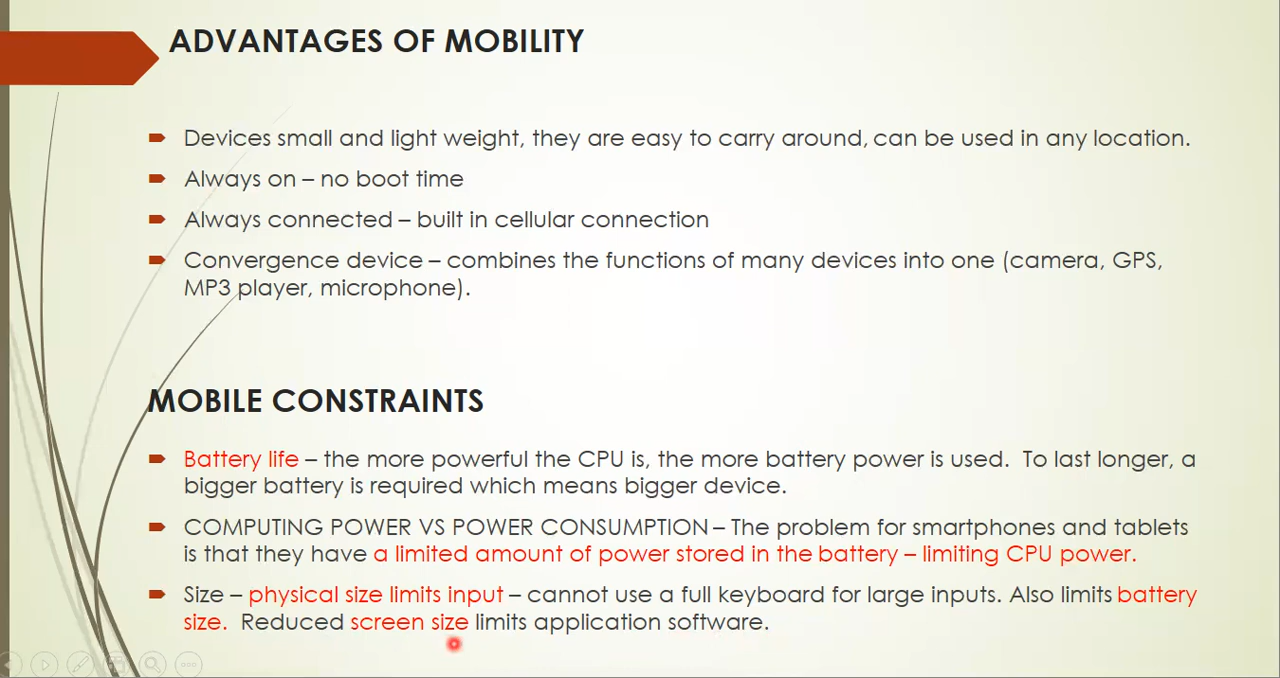 ADVANTAGES OF MOBILITY
Devices small and light weight, they are easy to carry around, can be used in any location.
Always on – no boot time
Always connected – built in cellular connection
Convergence device – combines the functions of many devices into one (camera, GPS,
MP3 player, microphone).
MOBILE CONSTRAINTS
Battery life – the more powerful the CPU is, the more battery power is used.  To last longer, a
bigger battery is required which means bigger device.
COMPUTING POWER VS POWER CONSUMPTION – The problem for smartphones and tablets
is that they have a limited amount of power stored in the battery – limiting CPU power.
Size – physical size limits input – cannot use a full keyboard for large inputs. Also limits battery
size.  Reduced screen size limits application software.